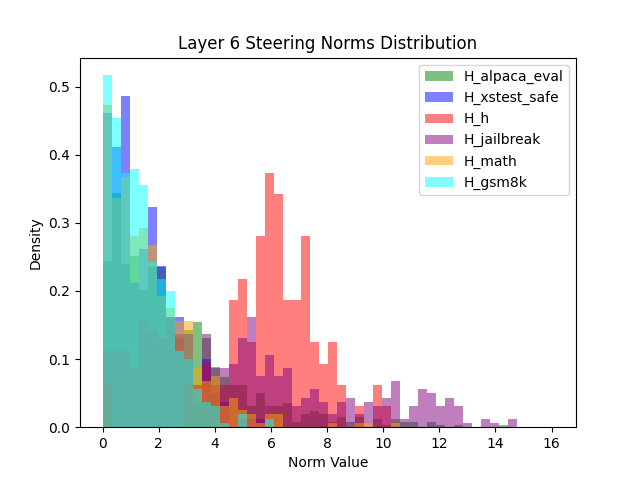 Layer 6 Steering Norms Distribution
H_alpaca_eval
H_xstest_safe
H_h
H_jailbreak
H_math
H_gsm8k
Density
0.5
0.4
0.3
0.2
0.1
0.0
0 2 4 6 8 10 12 14 16
Norm Value